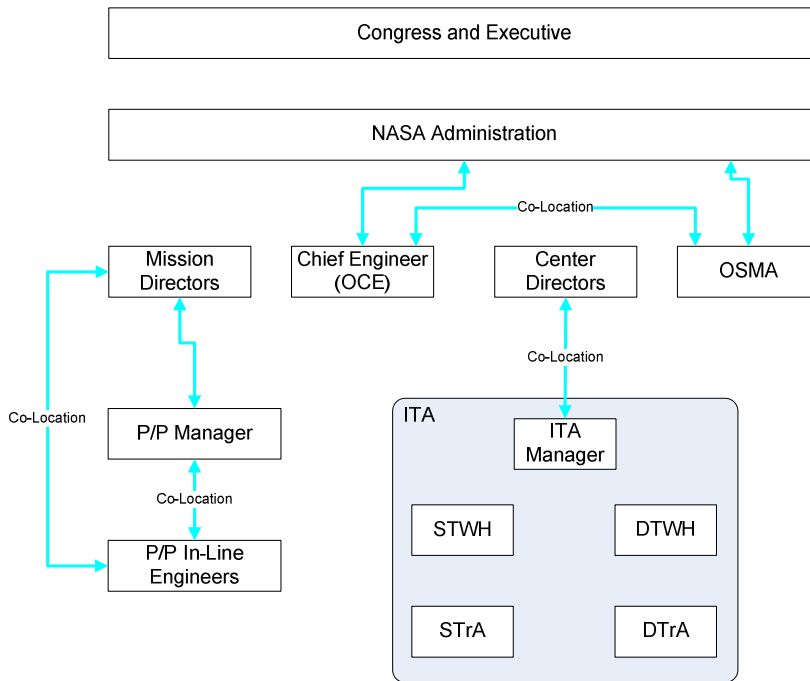 Congress and Executive
NASA Administration
Co-Location
Mission
Directors
Chief Engineer
(OCE)
Center
Directors
OSMA
Co-Location
ITA
ITA
Manager
Co-Location
P/P Manager
Co-Location
STWH
DTWH
P/P In-Line
Engineers
STrA
DTrA